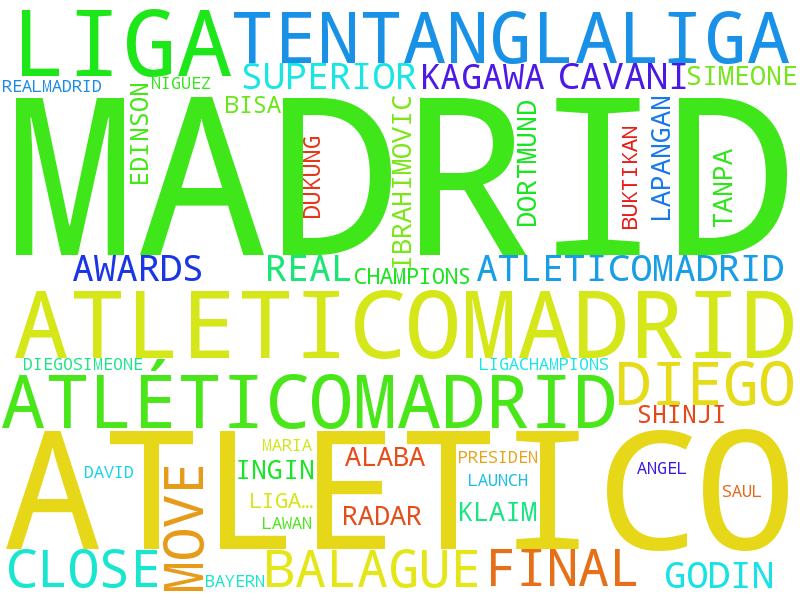 LIGA
TENTANGLALIGA
REALMADRID
NIGUEZ
SUPERIOR
KAGAWA
CAVANI
SIMEONE
EDINSON
BISA
MADRID
DUKUNG
IBRAHIMOVIC
DORTMUND
BUKTIKAN
LAPANGAN
TANPA
AWARDS
REAL
CHAMPIONS
ATLETICOMADRID
ATLETICOMADRID
DIEGOSIMEONE
LIGACHAMPIONS
ATLÉTICOMADRID
DIEGO
SHINJI
ATLETICO
DAVID
MOVE
MARIA
INGIN
ALABA
PRESIDEN
ANGEL
LIGA…
LAUNCH
SAUL
LAWAN
RADAR
KLAIM
CLOSE
BAYERN
BALAGUE
FINAL
GODIN